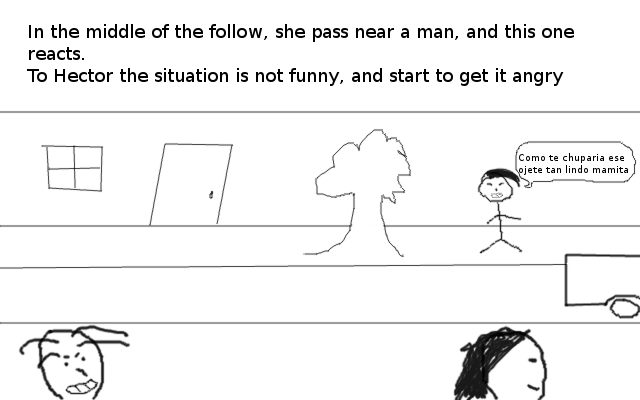 In the middle of the follow, she pass near a man, and this one
reacts.
To Hector the situation is not funny, and start to get it angry
Como te chuparia ese
ojete tan lindo mamita